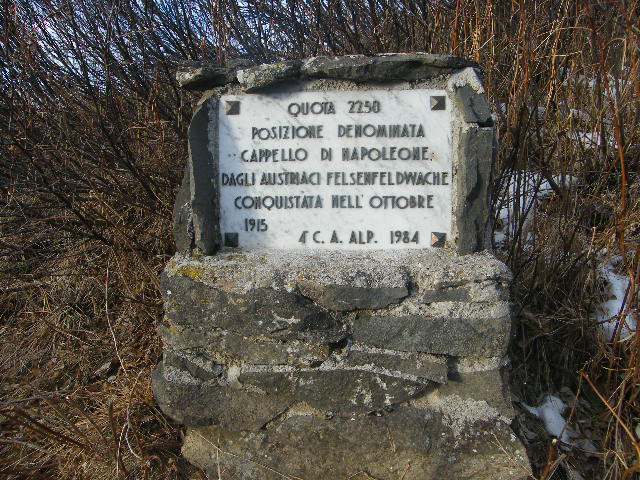 QUOTA 2250
POSIZIONE DENOMINATA
CAPPELLO DI NAPOLEONE
DAGLI AUSTRIACI FELSENFELDWACHE
CONQUISTATA NELL' OTTOBRE
1915 4° C. A. ALP. 1984